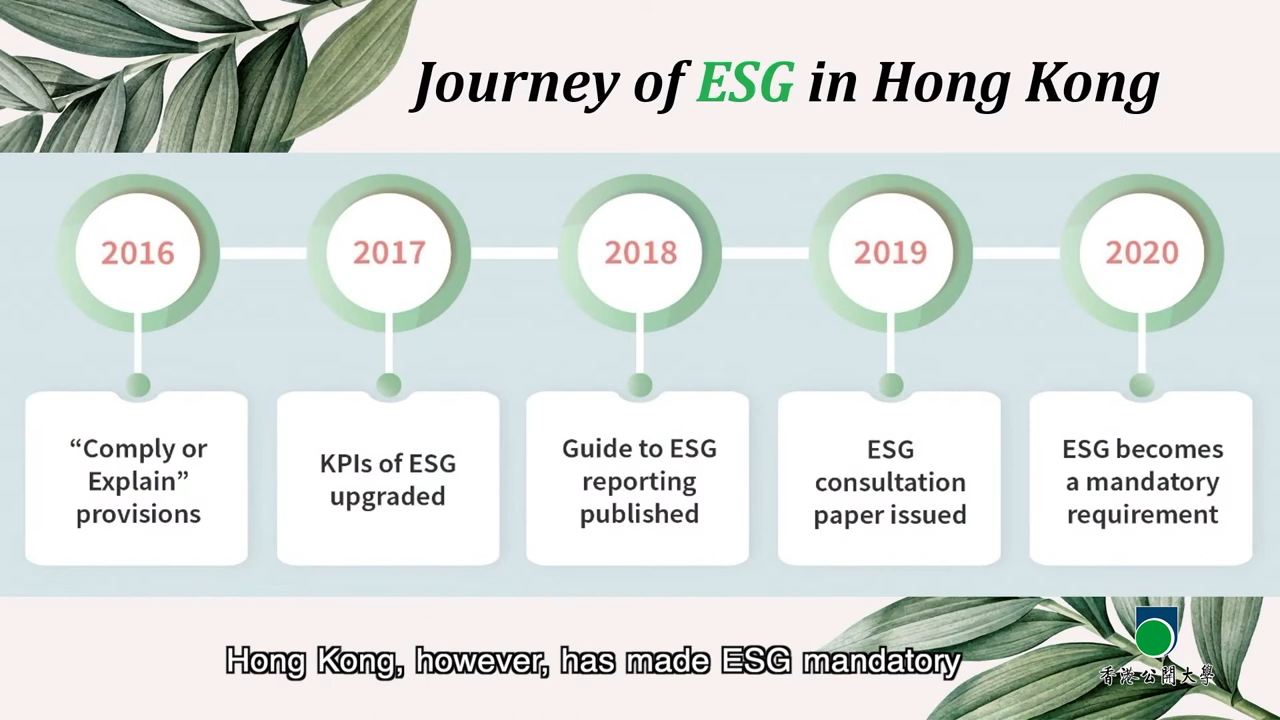 Journey of ESG in Hong Kong
2016
2017
2018
2019
2020
“Comply or
Explain”
provisions
KPIs of ESG
upgraded
Guide to ESG
reporting
published
ESG
consultation
paper issued
ESG becomes
a mandatory
requirement
Hong Kong, however, has made ESG mandatory
香港公開大學